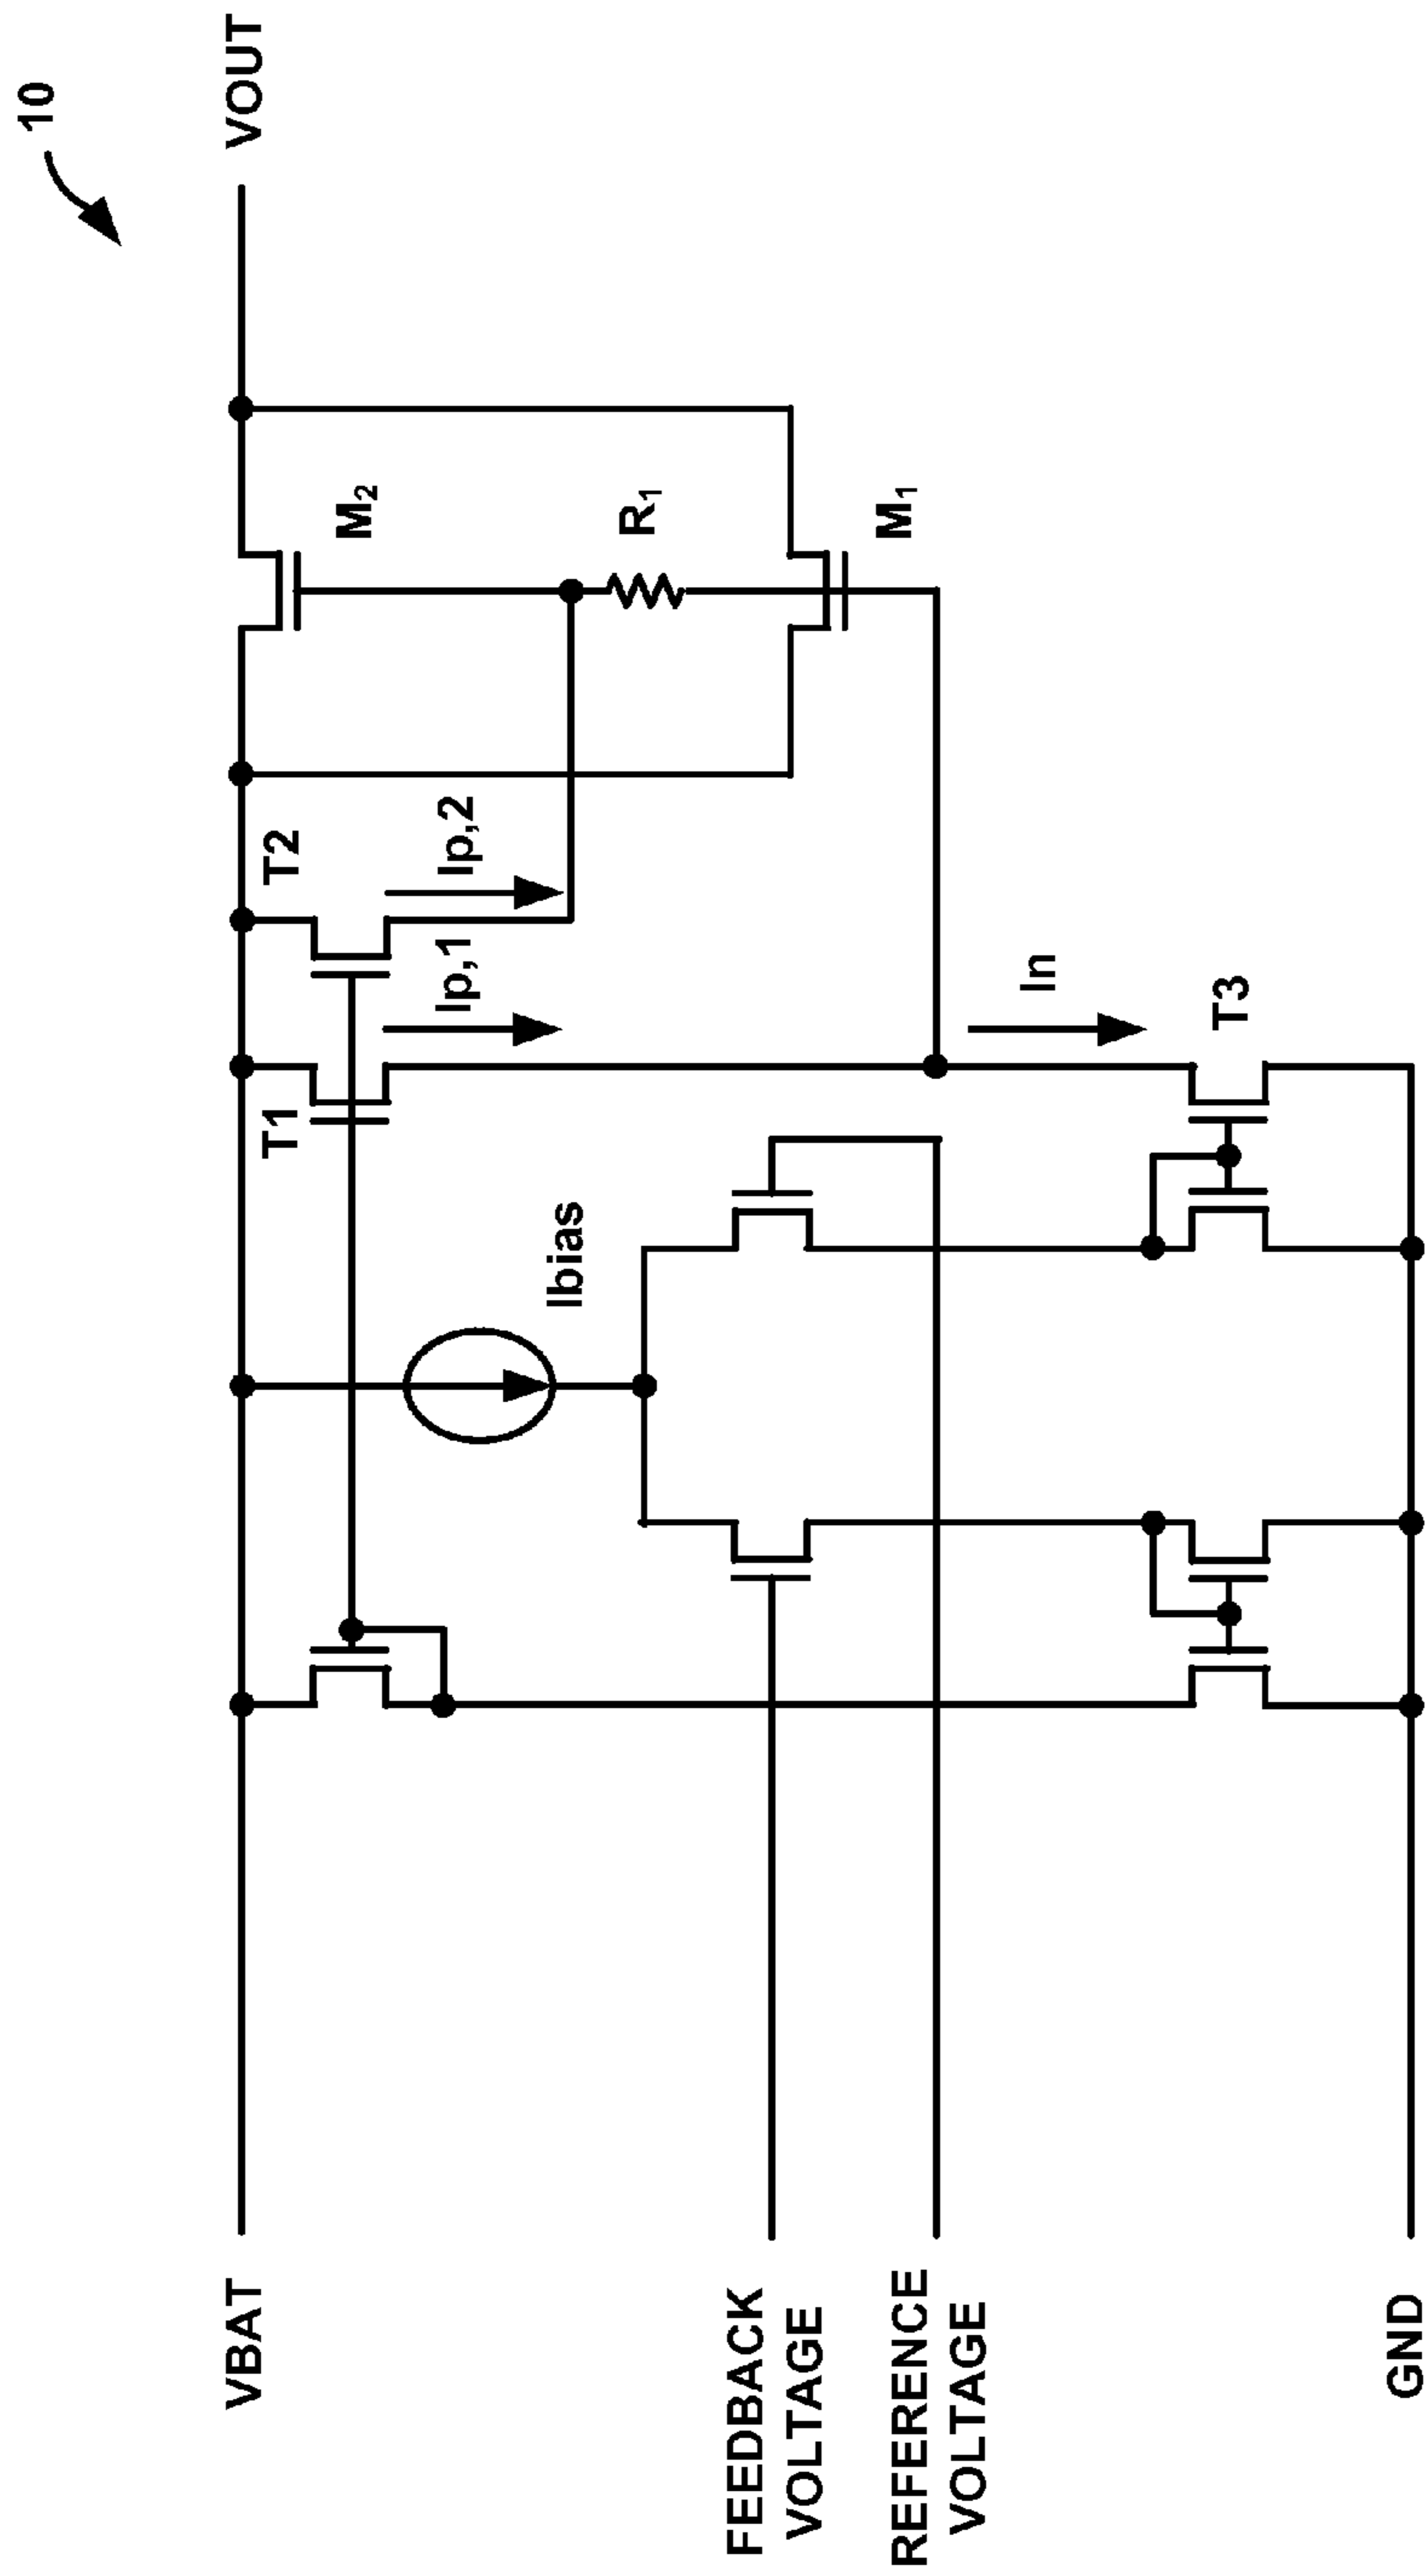 10
VBAT
VOUT
T1
T2
M2
Ip,1
Ip,2
Ibias
R1
FEEDBACK
VOLTAGE
M1
REFERENCE
VOLTAGE
In
T3
GND